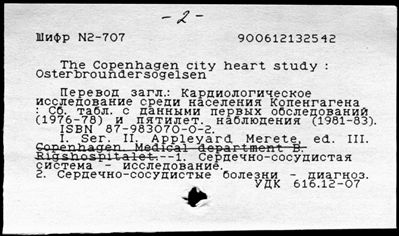 - 2 -
Шифр N2-707 900612132542
The Copenhagen city heart study :
Osterbroundersogelsen
Перевод загл.: Кардиологическое
исследование среди населения Копенгагена
: Сб. табл. с данными первых обследований
(1976-78) и пятилет. наблюдения (1981-83).
ISBN 87-983070-0-2.
I. Ser. II. Appleyard Merete, ed. III.
Copenhagen Medical department B.
Rigshospitalet.--1. Сердечно-сосудистая
система - исследование.
2. Сердечно-сосудистые болезни - диагноз.
УДК 616.12-07